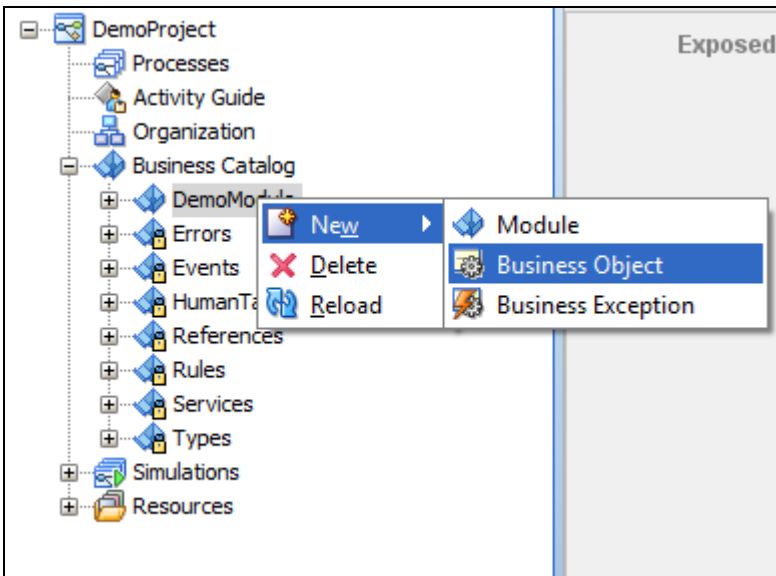 DemoProject
Exposed
Processes
Activity Guide
Organization
Business Catalog
DemoModule
New
Module
Errors
Delete
Business Object
Events
Reload
Business Exception
HumanTa
References
Rules
Services
Types
Simulations
Resources